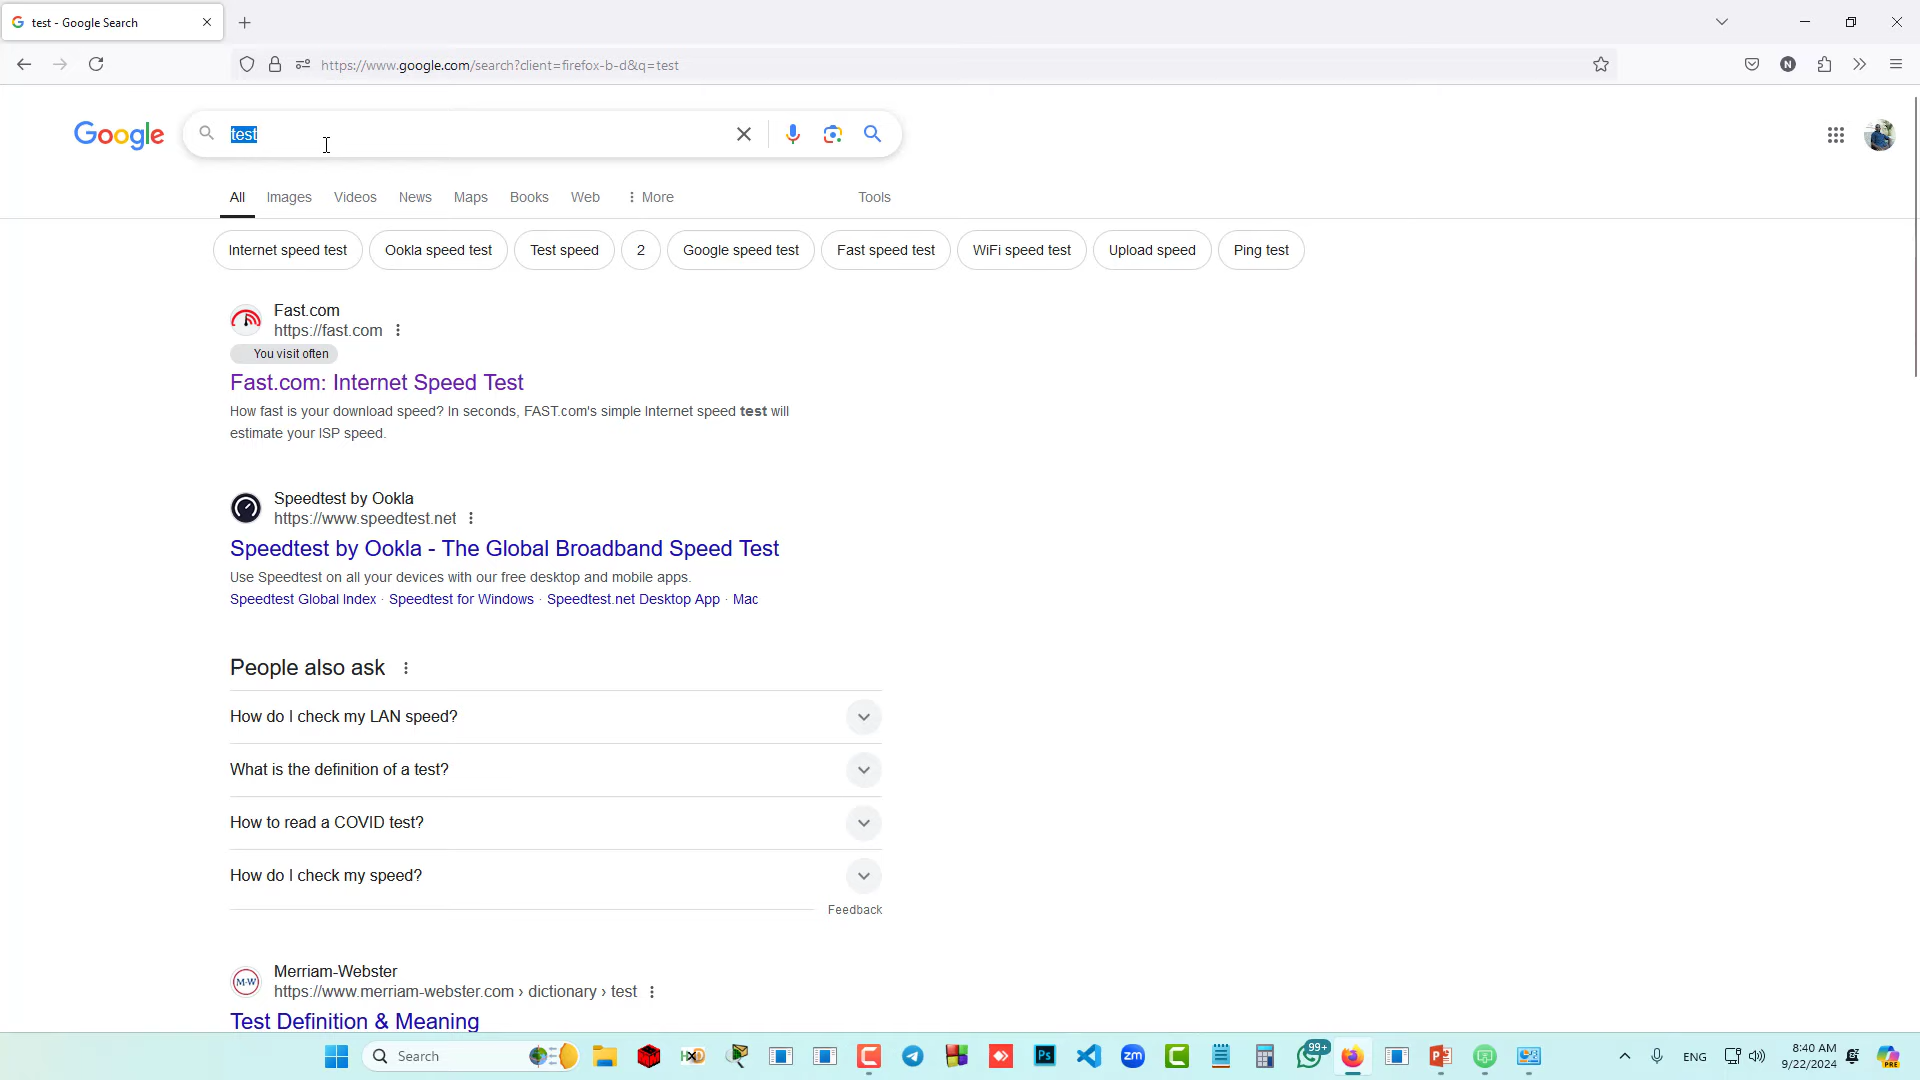 test - Google Search
https://www.google.com/search?client=firefox-b-d&q=test
N
Google
test
All Images Videos News Maps Books Web More Tools
Internet speed test Ookla speed test Test speed 2 Google speed test Fast speed test WiFi speed test Upload speed Ping test
Fast.com
https://fast.com
You visit often
Fast.com: Internet Speed Test
How fast is your download speed? In seconds, FAST.com's simple Internet speed test will
estimate your ISP speed.
Speedtest by Ookla
https://www.speedtest.net
Speedtest by Ookla - The Global Broadband Speed Test
Use Speedtest on all your devices with our free desktop and mobile apps.
Speedtest Global Index · Speedtest for Windows · Speedtest.net Desktop App · Mac
People also ask
How do I check my LAN speed?
What is the definition of a test?
How to read a COVID test?
How do I check my speed?
Feedback
M-W
Merriam-Webster
https://www.merriam-webster.com › dictionary › test
Test Definition & Meaning
Search HXD Ps zm C 99+ P ENG 8:40 AM
9/22/2024 PRE